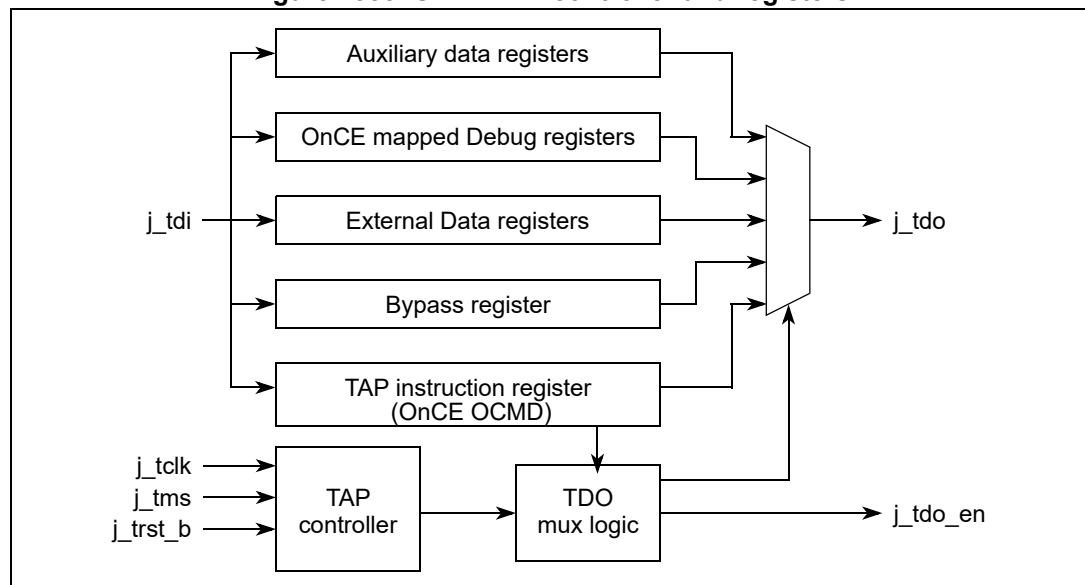 Auxiliary data registers
OnCE mapped Debug registers
j_tdi
External Data registers
j_tdo
Bypass register
TAP instruction register
(OnCE OCMD)
j_tclk
j_tms
j_trst_b
TAP
controller
TDO
mux logic
j_tdo_en